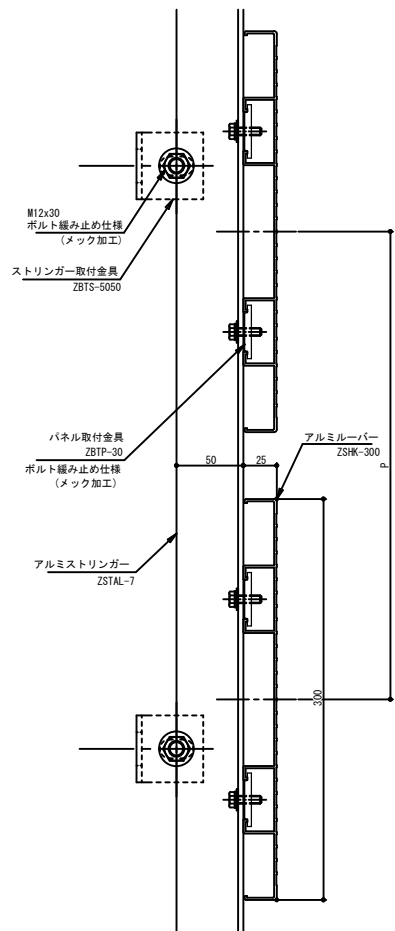 M12x30
ボルト緩み止め仕様
(メック加工)
ストリンガー取付金具
ZBTS-5050
パネル取付金具
ZBTP-30
ボルト緩み止め仕様
(メック加工)
50
25
アルミルーバー
ZSHK-300
P
アルミストリンガー
ZSTAL-7
300